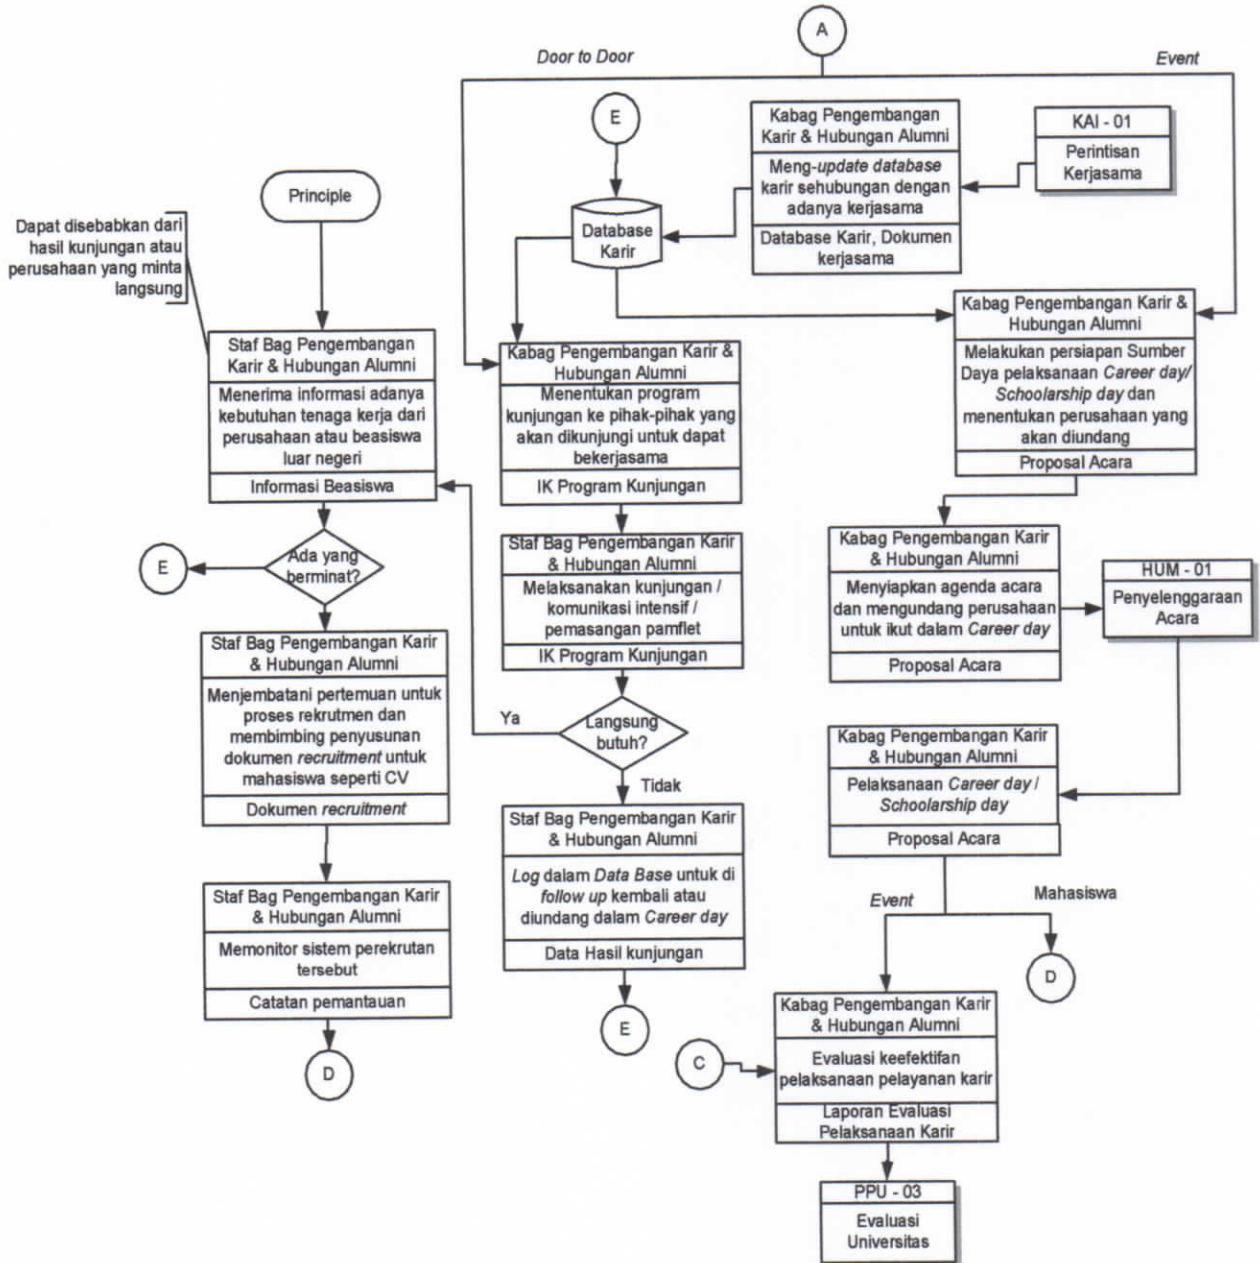 A
Door to Door
Event
E
Kabag Pengembangan
Karir & Hubungan Alumni
Meng-update database
karir sehubungan dengan
adanya kerjasama
Database Karir, Dokumen
kerjasama
KAI - 01
Perintisan
Kerjasama
Principle
Dapat disebabkan dari
hasil kunjungan atau
perusahaan yang minta
langsung
Database
Karir
Staf Bag Pengembangan
Karir & Hubungan Alumni
Menerima informasi adanya
kebutuhan tenaga kerja dari
perusahaan atau beasiswa
luar negeri
Informasi Beasiswa
Kabag Pengembangan Karir &
Hubungan Alumni
Menentukan program
kunjungan ke pihak-pihak yang
akan dikunjungi untuk dapat
bekerjasama
IK Program Kunjungan
Kabag Pengembangan Karir &
Hubungan Alumni
Melakukan persiapan Sumber
Daya pelaksanaan Career day/
Schoolarship day dan
menentukan perusahaan yang
akan diundang
Proposal Acara
E
Ada yang
berminat?
Staf Bag Pengembangan Karir
& Hubungan Alumni
Melaksanakan kunjungan /
komunikasi intensif /
pemasangan pamflet
IK Program Kunjungan
Kabag Pengembangan Karir
& Hubungan Alumni
Menyiapkan agenda acara
dan mengundang perusahaan
untuk ikut dalam Career day
Proposal Acara
HUM - 01
Penyelenggaraan
Acara
Staf Bag Pengembangan Karir
& Hubungan Alumni
Menjembatani pertemuan untuk
proses rekrutmen dan
membimbing penyusunan
dokumen recruitment untuk
mahasiswa seperti CV
Dokumen recruitment
Ya
Langsung
butuh?
Tidak
Kabag Pengembangan Karir
& Hubungan Alumni
Pelaksanaan Career day /
Schoolarship day
Proposal Acara
Staf Bag Pengembangan Karir
& Hubungan Alumni
Log dalam Data Base untuk di
follow up kembali atau
diundang dalam Career day
Data Hasil kunjungan
Staf Bag Pengembangan Karir
& Hubungan Alumni
Memonitor sistem perekrutan
tersebut
Catatan pemantauan
Event
Mahasiswa
D
E
D
C
Kabag Pengembangan Karir
& Hubungan Alumni
Evaluasi keefektifan
pelaksanaan pelayanan karir
Laporan Evaluasi
Pelaksanaan Karir
PPU - 03
Evaluasi
Universitas